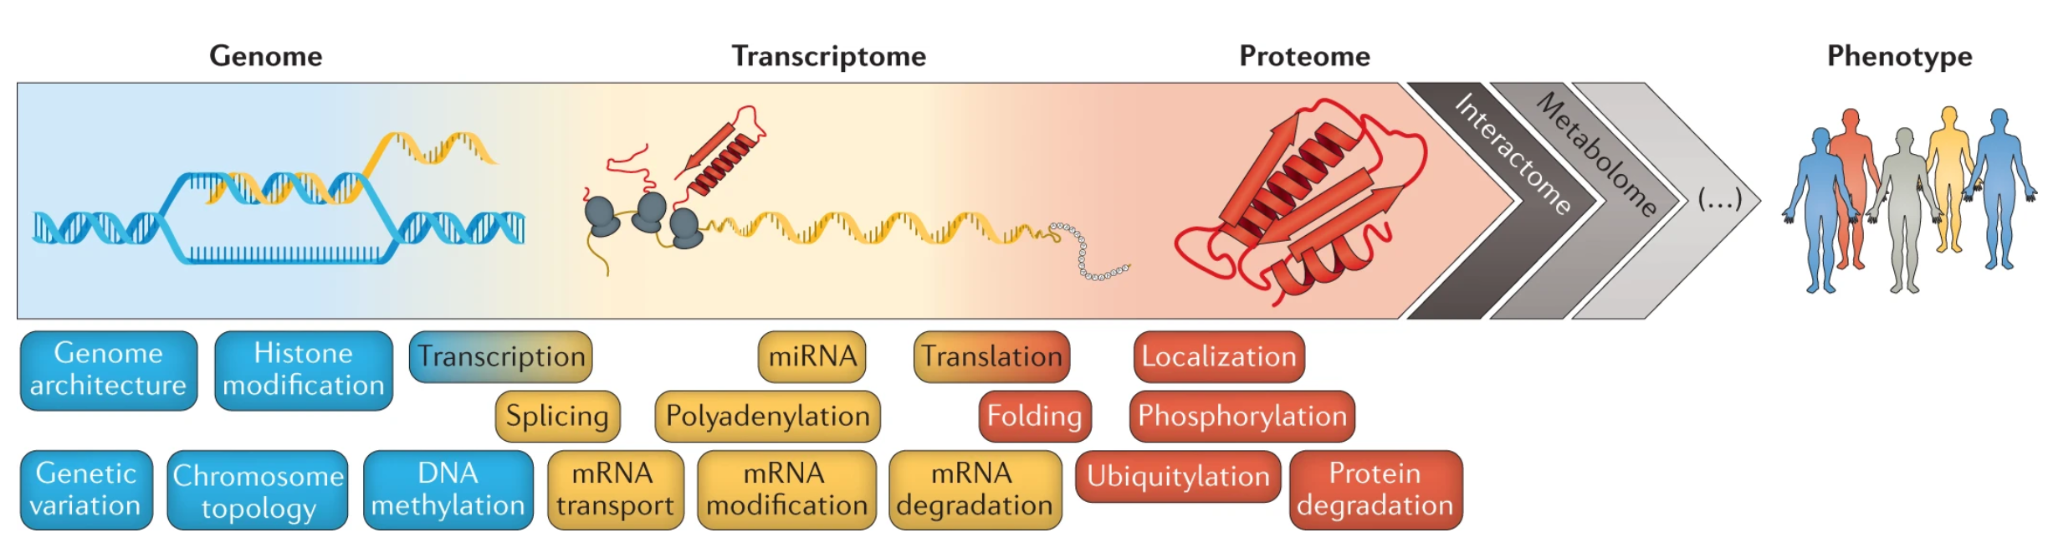 Genome
Transcriptome
Proteome
Phenotype
Interactome
Metabolome
(...)
Genome
architecture
Histone
modification
Transcription
miRNA
Translation
Localization
Splicing
Polyadenylation
Folding
Phosphorylation
Genetic
variation
Chromosome
topology
DNA
methylation
mRNA
transport
mRNA
modification
mRNA
degradation
Ubiquitylation
Protein
degradation